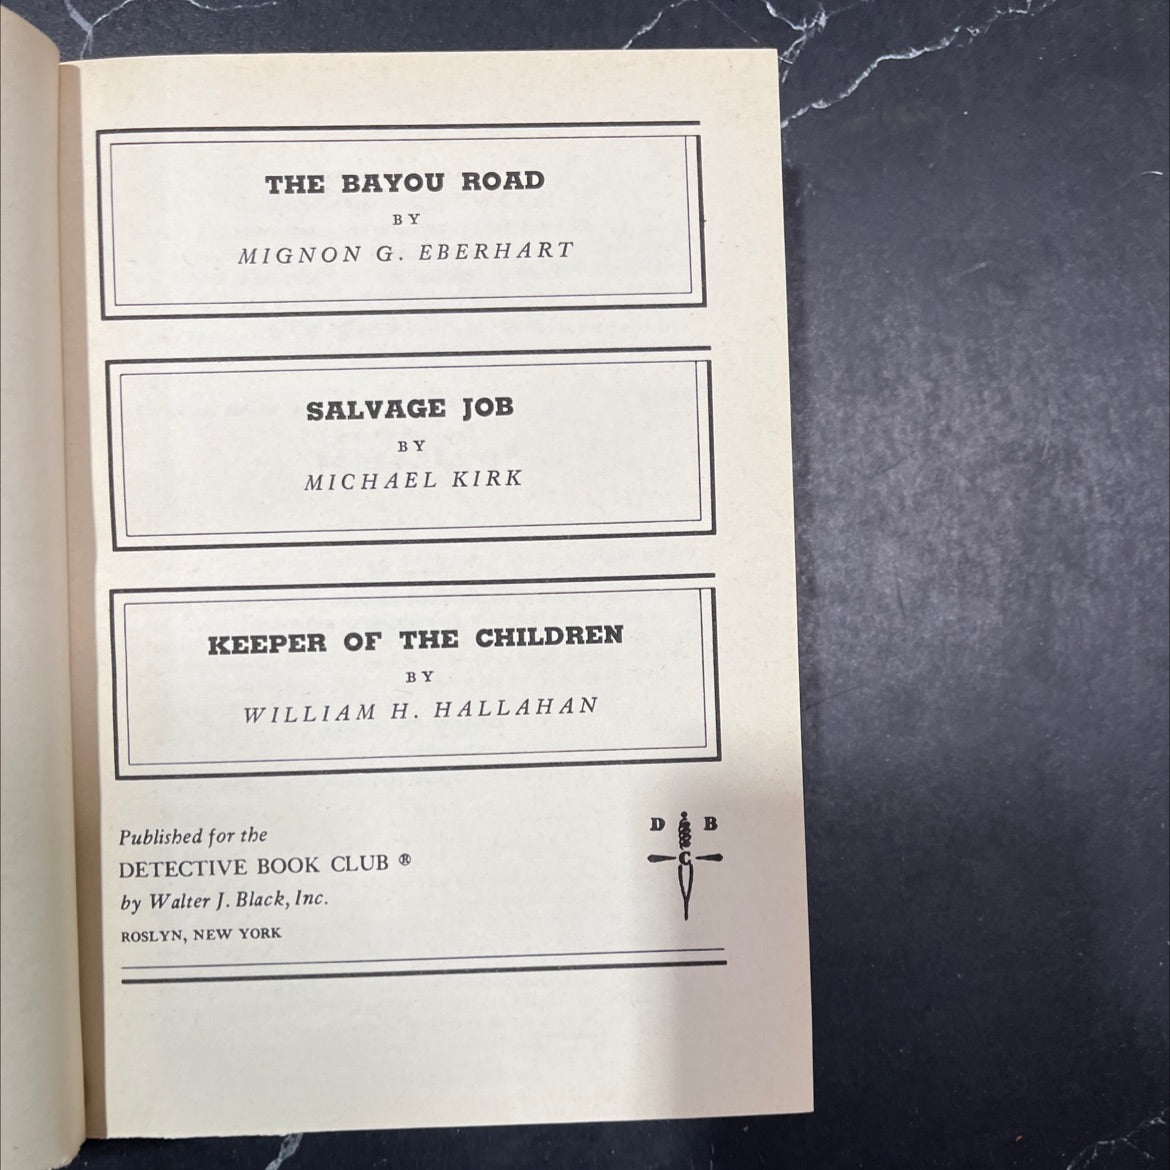 THE BAYOU ROAD
BY
MIGNON G. EBERHART
SALVAGE JOB
BY
MICHAEL KIRK
KEEPER OF THE CHILDREN
BY
WILLIAM H. HALLAHAN
Published for the
DETECTIVE BOOK CLUB ®
by Walter J. Black, Inc.
ROSLYN, NEW YORK
D B
C